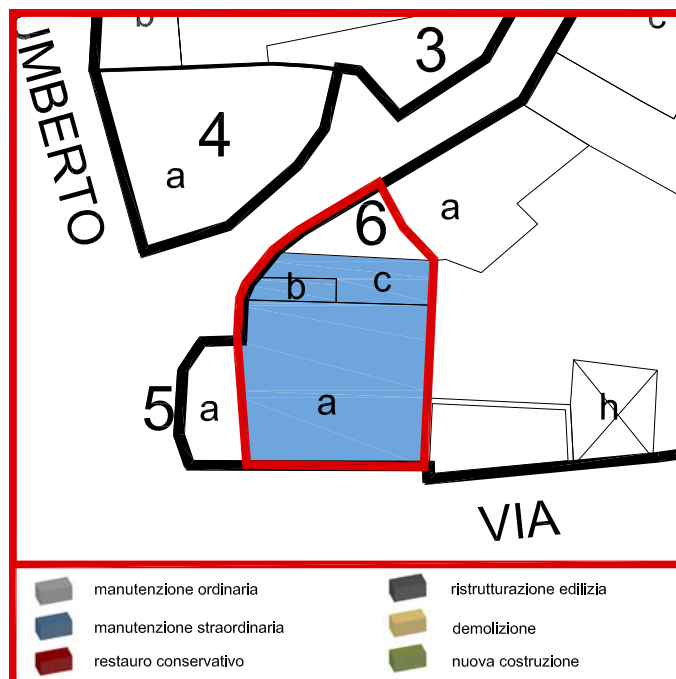 b
c
3
UMBERTO
4
a
a
6
b
c
5
a
a
h
VIA
manutenzione ordinaria
ristrutturazione edilizia
manutenzione straordinaria
demolizione
restauro conservativo
nuova costruzione